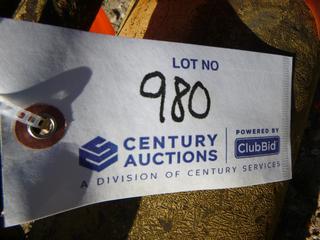 LOT NO
980
CENTURY AUCTIONS
POWERED BY
ClubBid
A DIVISION OF CENTURY SERVICES